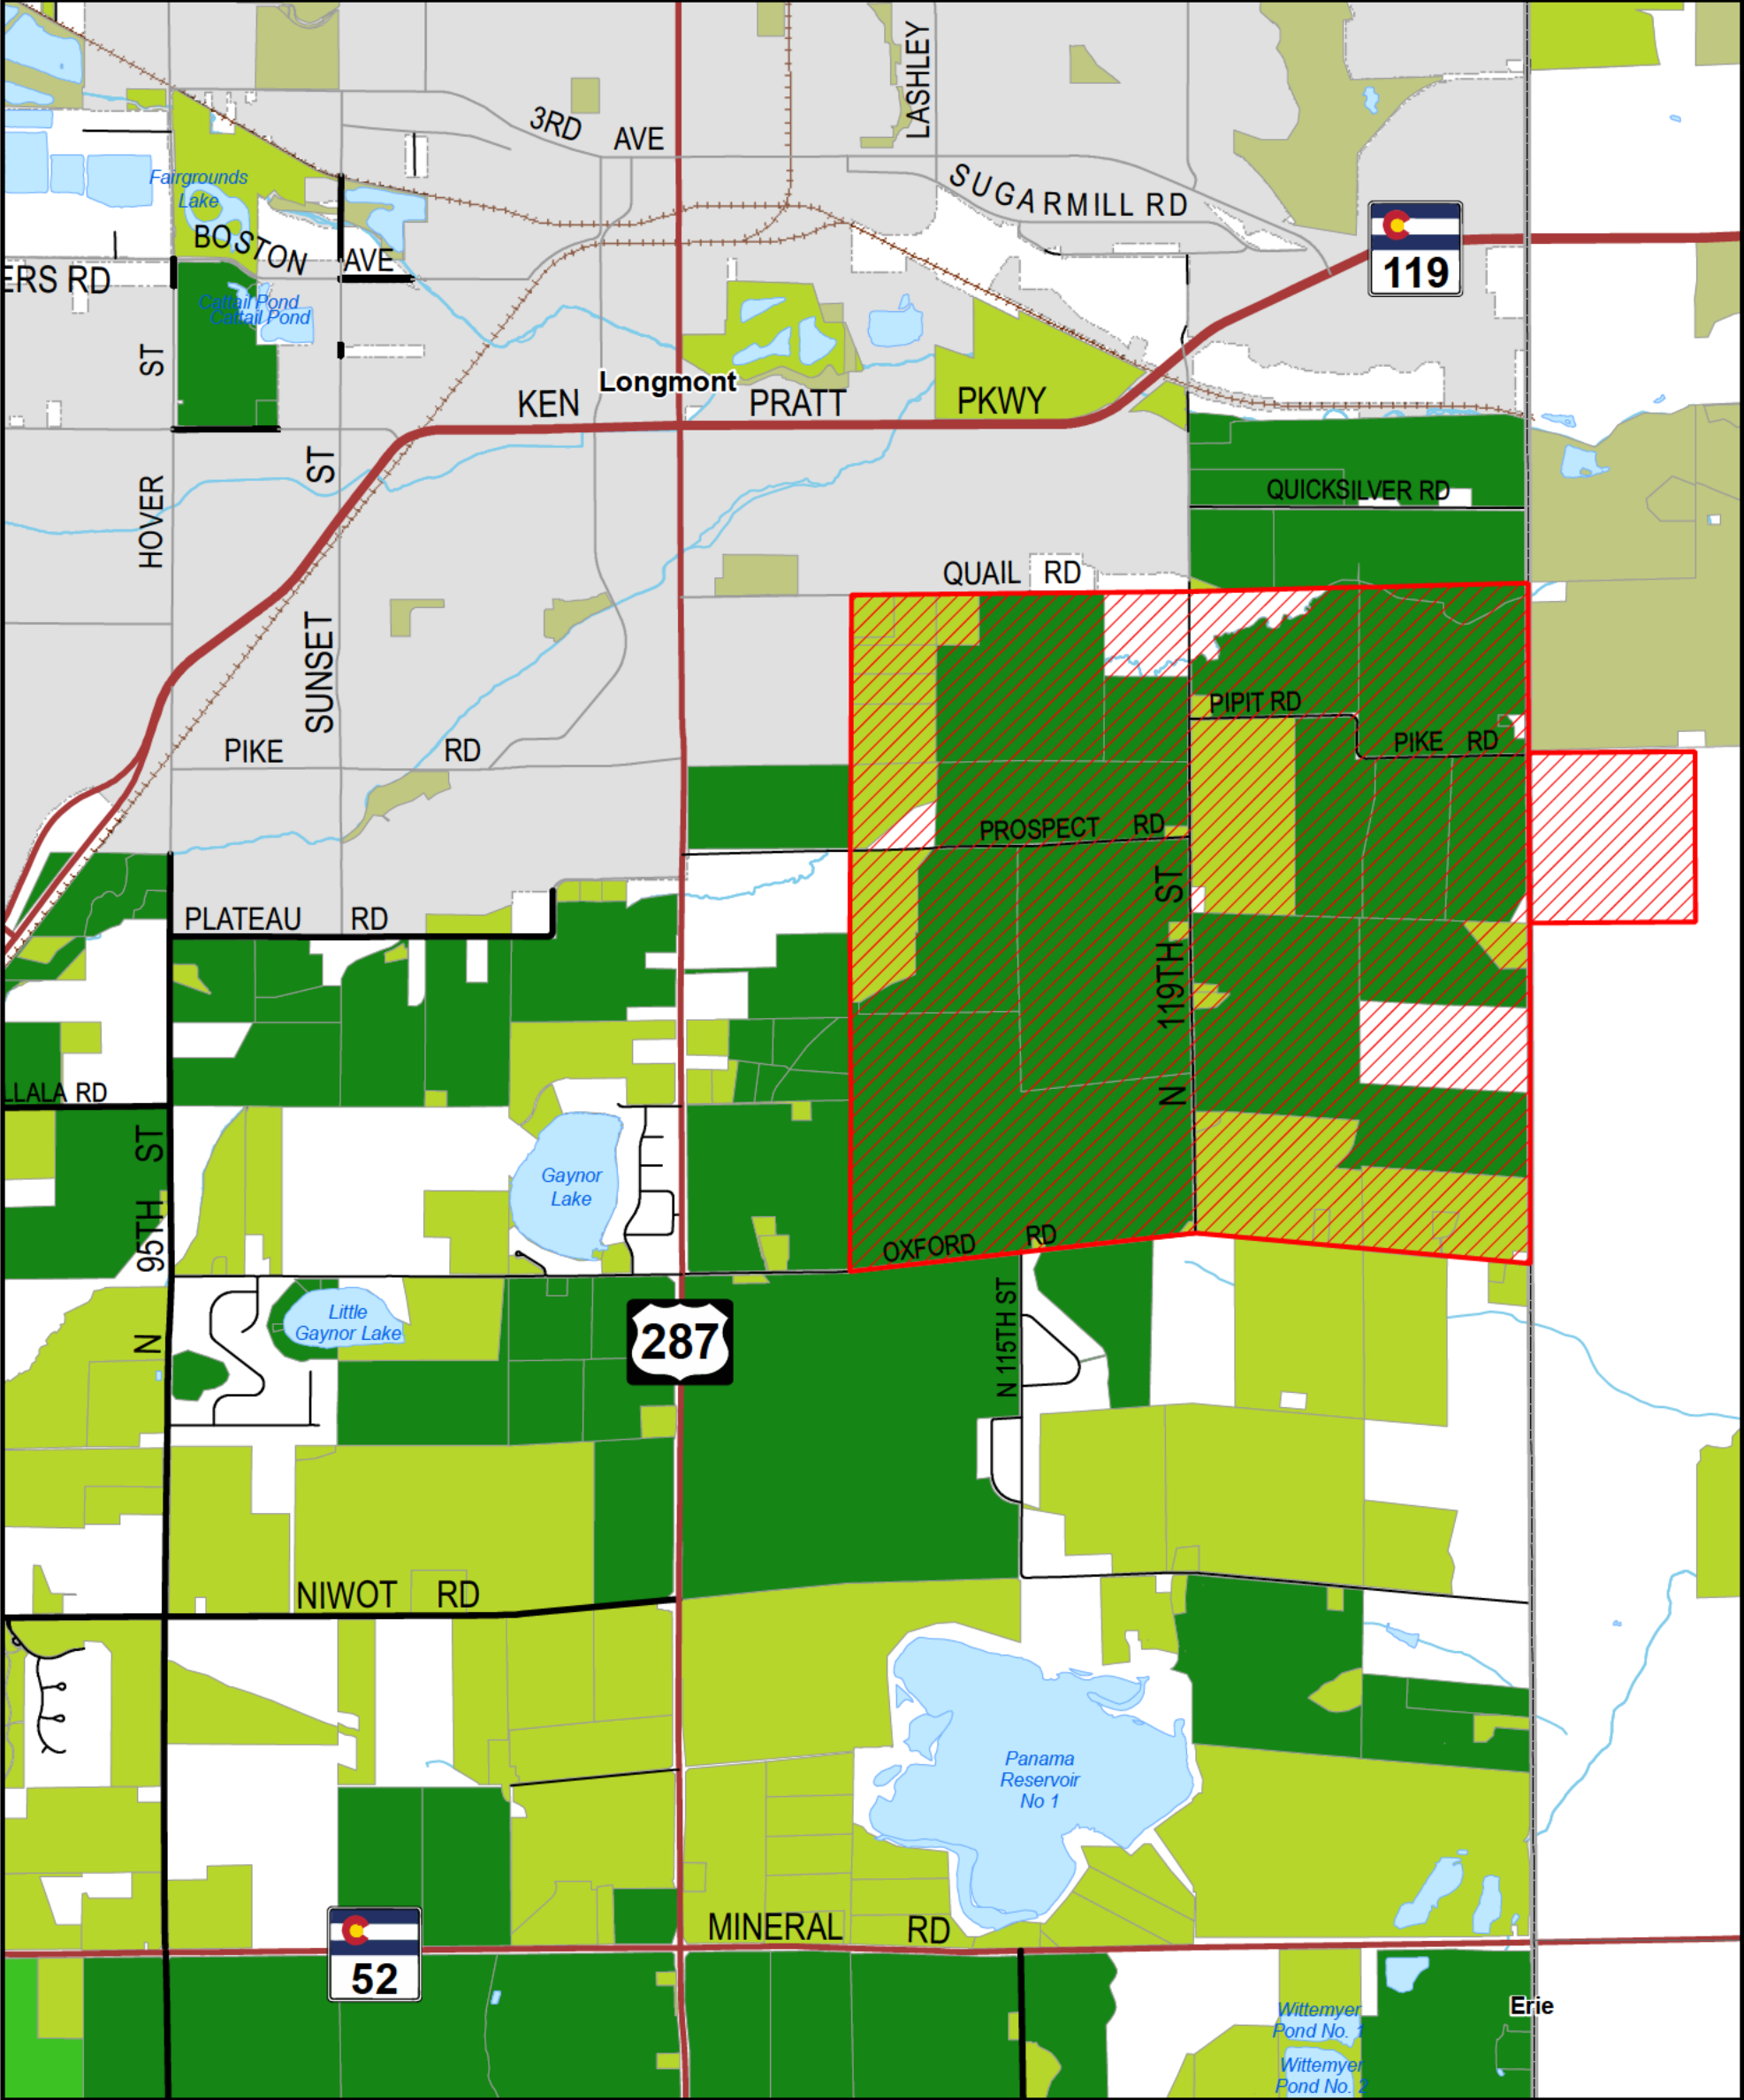 LASHLEY
3RD AVE
SUGARMILL RD
Fairgrounds
Lake
BOSTON AVE
119
ERS RD
Cattail Pond
Cattail Pond
ST
Longmont
KEN PRATT PKWY
HOVER
ST
QUICKSILVER RD
QUAIL RD
SUNSET
PIPIT RD
PIKE RD
PIKE RD
PROSPECT RD
PLATEAU RD
N 119TH ST
LLALA RD
N 95TH ST
Gaynor
Lake
OXFORD RD
Little
Gaynor Lake
287
N 115TH ST
NIWOT RD
Panama
Reservoir
No 1
MINERAL RD
52
Erie
Wittemyer
Pond No. 1
Wittemyer
Pond No. 2